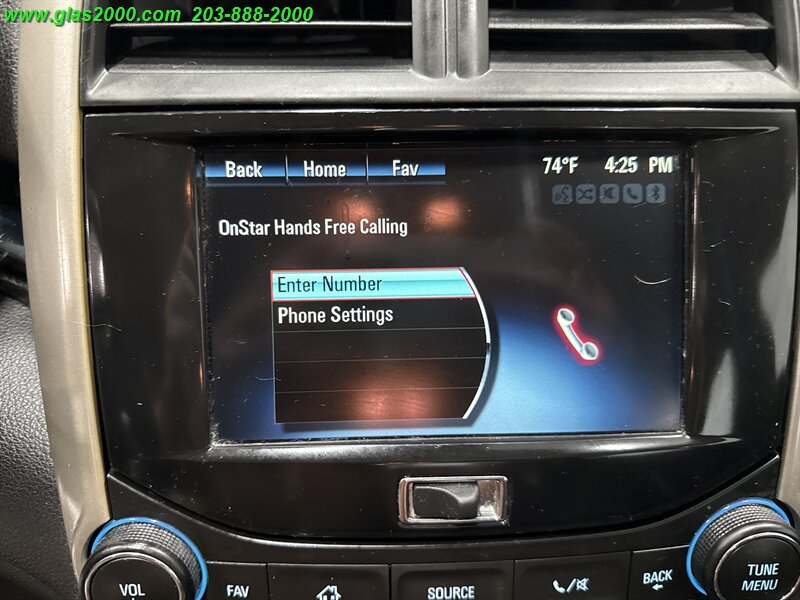 www.glas2000.com 203-888-2000
Back Home Fav 74°F 4:25 PM
OnStar Hands Free Calling
Enter Number
Phone Settings
VOL FAV SOURCE BACK TUNE
MENU